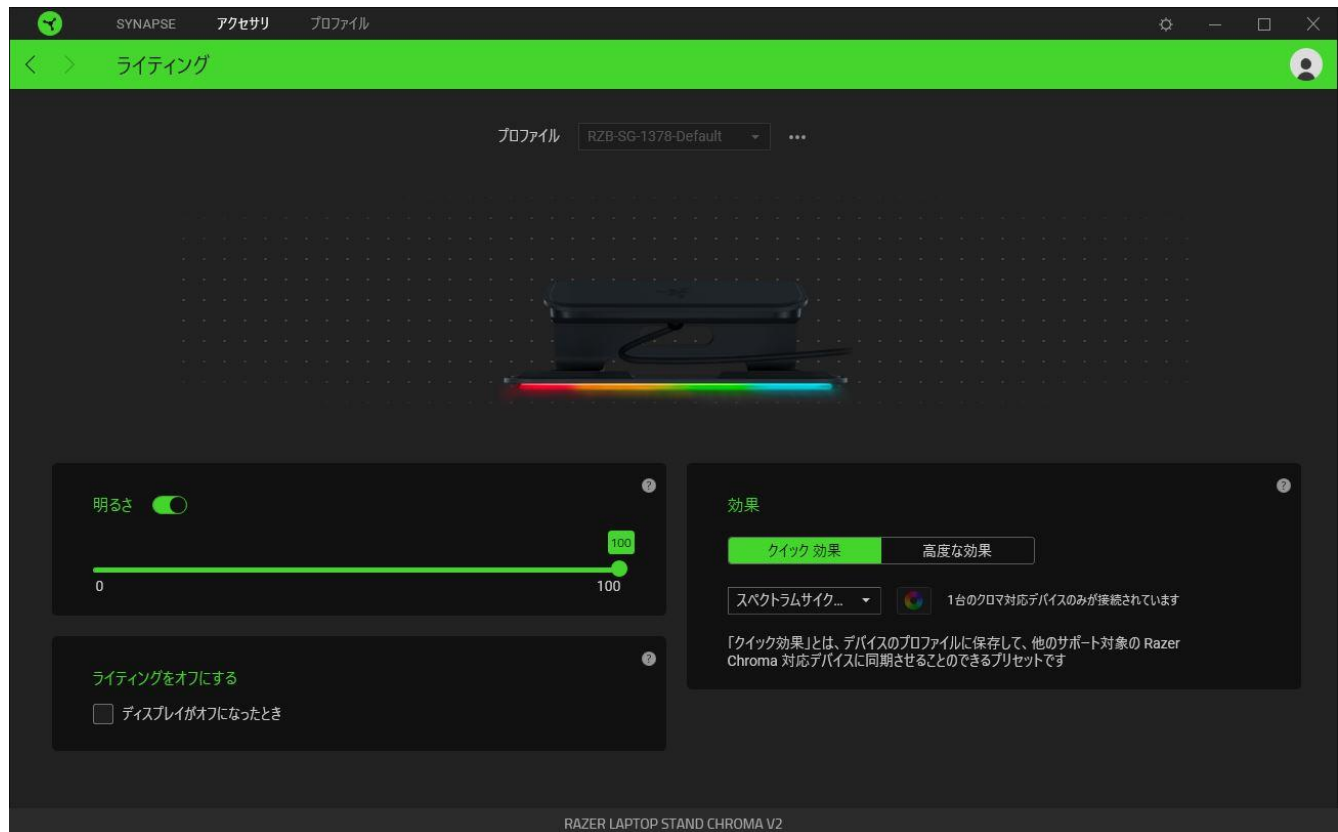 SYNAPSE アクセサリ プロファイル
ライティング
プロファイル RZB-SG-1378-Default
明るさ
100
0 100
ライティングをオフにする
ディスプレイがオフになったとき
効果
クイック 効果 高度な効果
スペクトラムサイク... 1台のクロマ対応デバイスのみが接続されています
「クイック効果」とは、デバイスのプロファイルに保存して、他のサポート対象の Razer
Chroma 対応デバイスに同期させることのできるプリセットです
RAZER LAPTOP STAND CHROMA V2